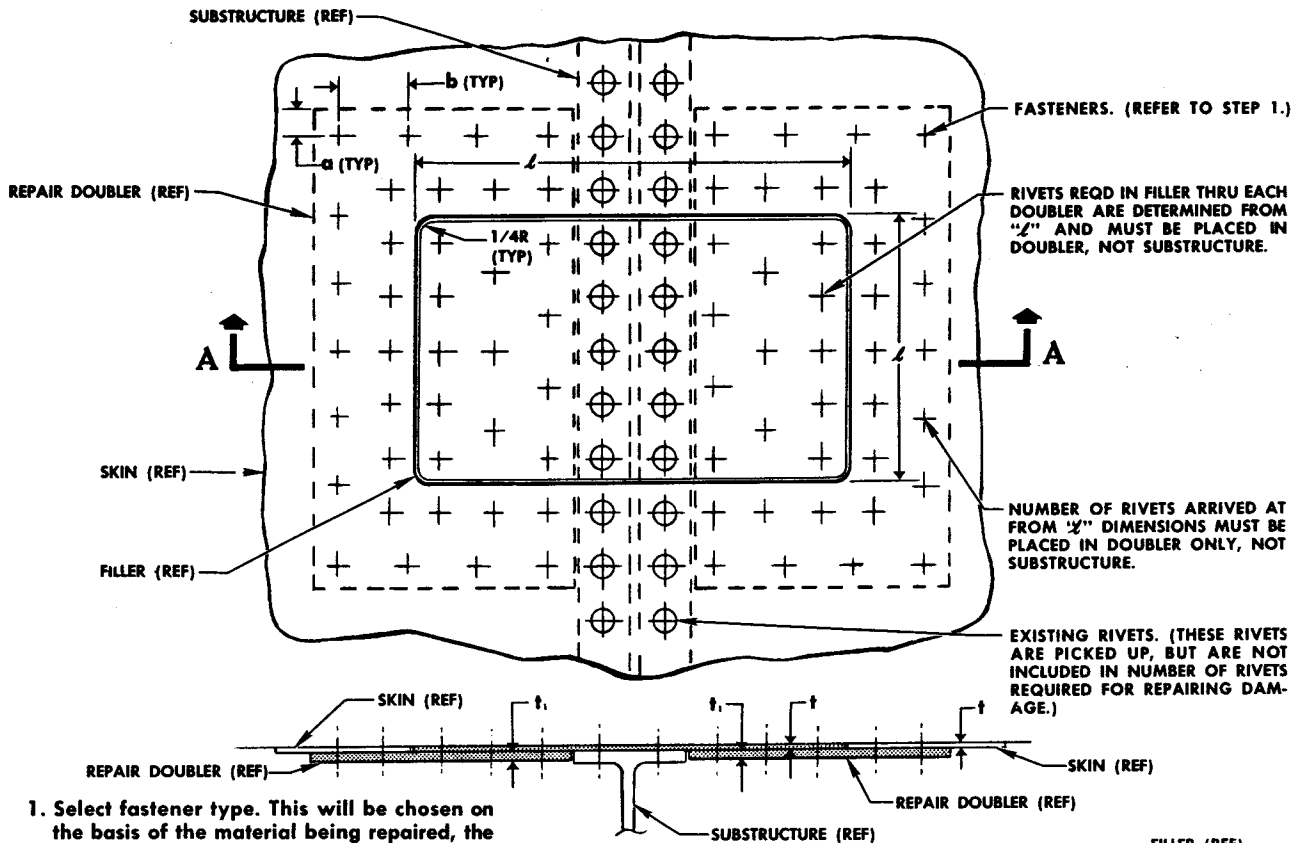 SUBSTRUCTURE (REF)
b (TYP)
FASTENERS. (REFER TO STEP 1.)
a (TYP)
ℓ
REPAIR DOUBLER (REF)
RIVETS REQD IN FILLER THRU EACH
DOUBLER ARE DETERMINED FROM
"ℓ" AND MUST BE PLACED IN
DOUBLER, NOT SUBSTRUCTURE.
1/4R
(TYP)
A
A
ℓ
SKIN (REF)
NUMBER OF RIVETS ARRIVED AT
FROM "ℓ" DIMENSIONS MUST BE
PLACED IN DOUBLER ONLY, NOT
SUBSTRUCTURE.
FILLER (REF)
EXISTING RIVETS. (THESE RIVETS
ARE PICKED UP, BUT ARE NOT
INCLUDED IN NUMBER OF RIVETS
REQUIRED FOR REPAIRING DAM-
AGE.)
SKIN (REF)
t₁
t₁
t
t
REPAIR DOUBLER (REF)
SKIN (REF)
REPAIR DOUBLER (REF)
1. Select fastener type. This will be chosen on
the basis of the material being repaired, the
SUBSTRUCTURE (REF)